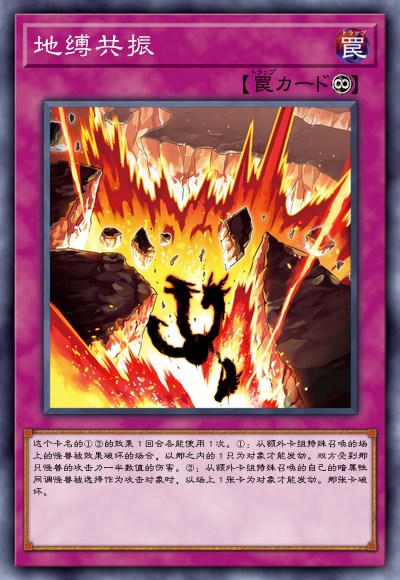 地缚共振
罠
トラップ
【罠カード】
トラップ
这个卡名的①②的效果1回合各能使用1次。①：从额外卡组特殊召唤的场
上的怪兽被效果破坏的场合，以那之内的1只为对象才能发动。双方受到那
只怪兽的攻击力一半数值的伤害。②：从额外卡组特殊召唤的自己的暗属性
同调怪兽被选择作为攻击对象时，以场上1张卡为对象才能发动。那张卡破
坏。